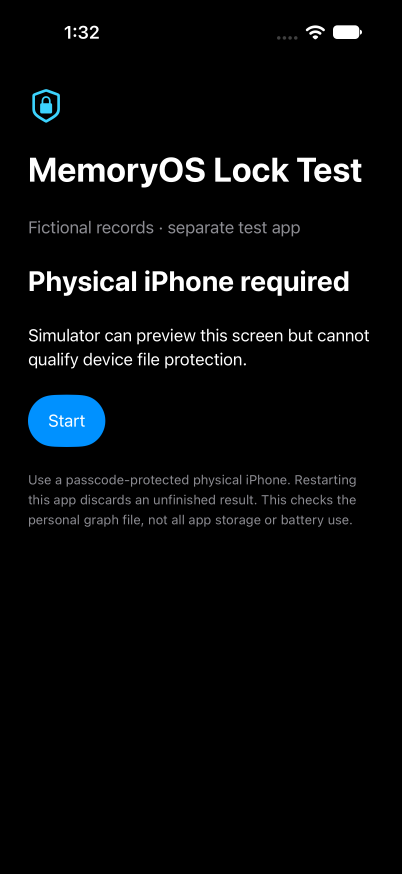 1:32
MemoryOS Lock Test
Fictional records · separate test app
Physical iPhone required
Simulator can preview this screen but cannot
qualify device file protection.
Start
Use a passcode-protected physical iPhone. Restarting
this app discards an unfinished result. This checks the
personal graph file, not all app storage or battery use.